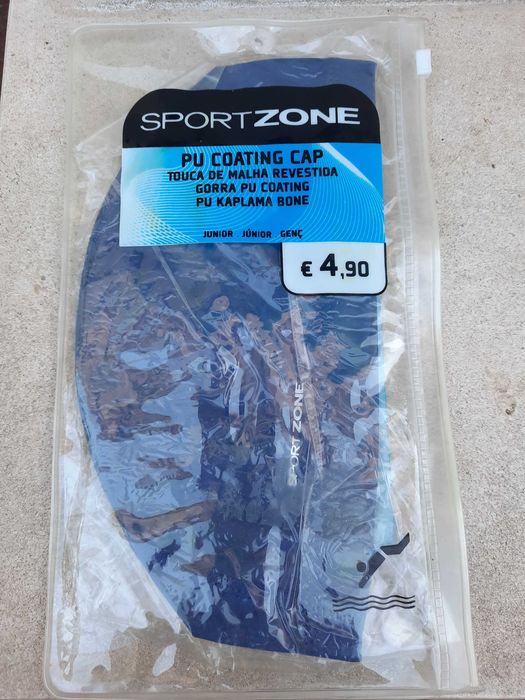 SPORTZONE
PU COATING CAP
TOUCA DE MALHA REVESTIDA
GORRA PU COATING
PU KAPLAMA BONE
JUNIOR . JÚNIOR . GENÇ
€ 4,90
SPORTZONE